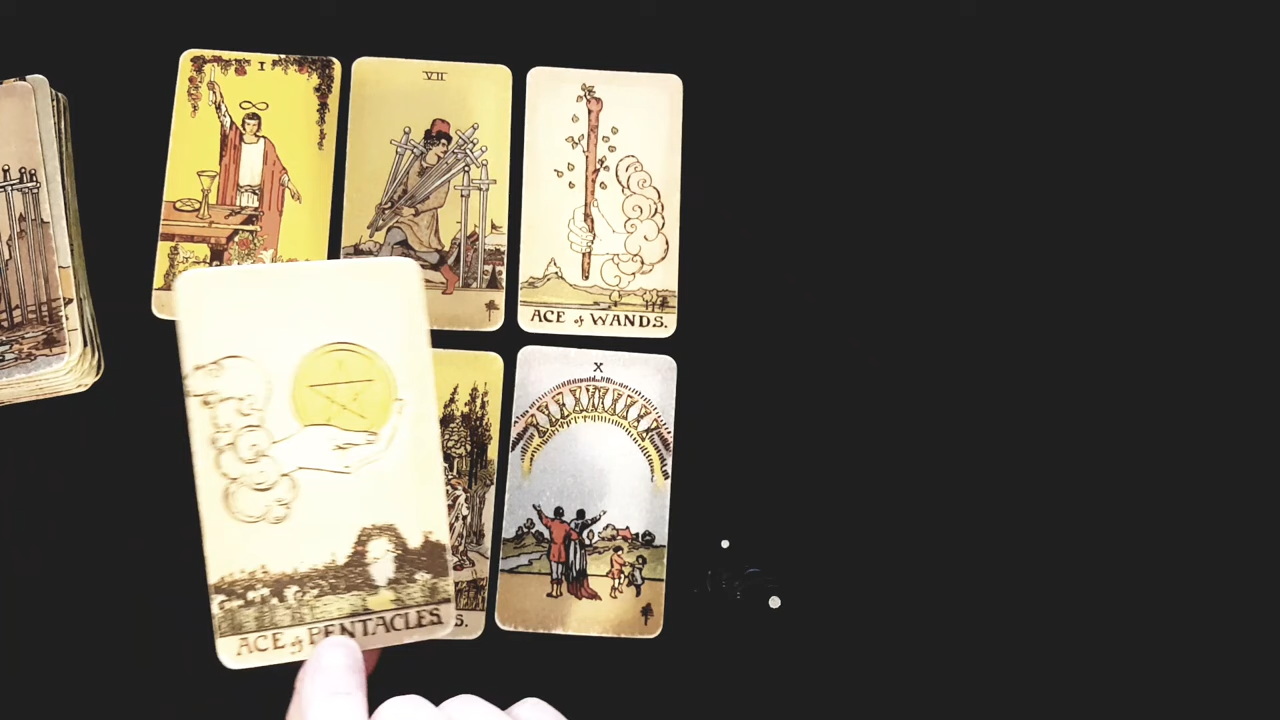 I
VII
ACE of WANDS.
X
ACE of PENTACLES
S.